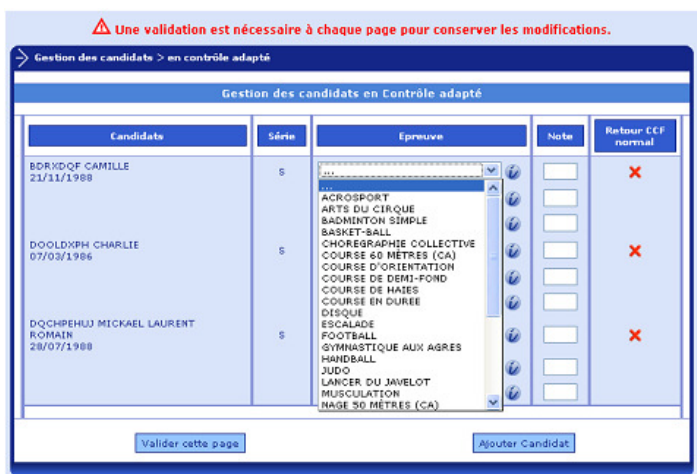 Une validation est nécessaire à chaque page pour conserver les modifications.
Gestion des candidats > en contrôle adapté
Gestion des candidats en Contrôle adapté
Candidats Série Epreuve Note Retour CCF normal
BDRXDQF CAMILLE
21/11/1988
S
...
DOOLDXPH CHARLIE
07/03/1986
S
DQCHPEHUJ MICKAEL LAURENT
ROMAIN
28/07/1988
S
...
ACROSPORT
ARTS DU CIRQUE
BADMINTON SIMPLE
BASKET-BALL
CHOREGRAPHIE COLLECTIVE
COURSE 60 MÈTRES (CA)
COURSE D'ORIENTATION
COURSE DE DEMI-FOND
COURSE DE HAIES
COURSE EN DUREE
DISQUE
ESCALADE
FOOTBALL
GYMNASTIQUE AUX AGRES
HANDBALL
JUDO
LANCER DU JAVELOT
MUSCULATION
NAGE 50 MÈTRES (CA)
Valider cette page
Ajouter Candidat